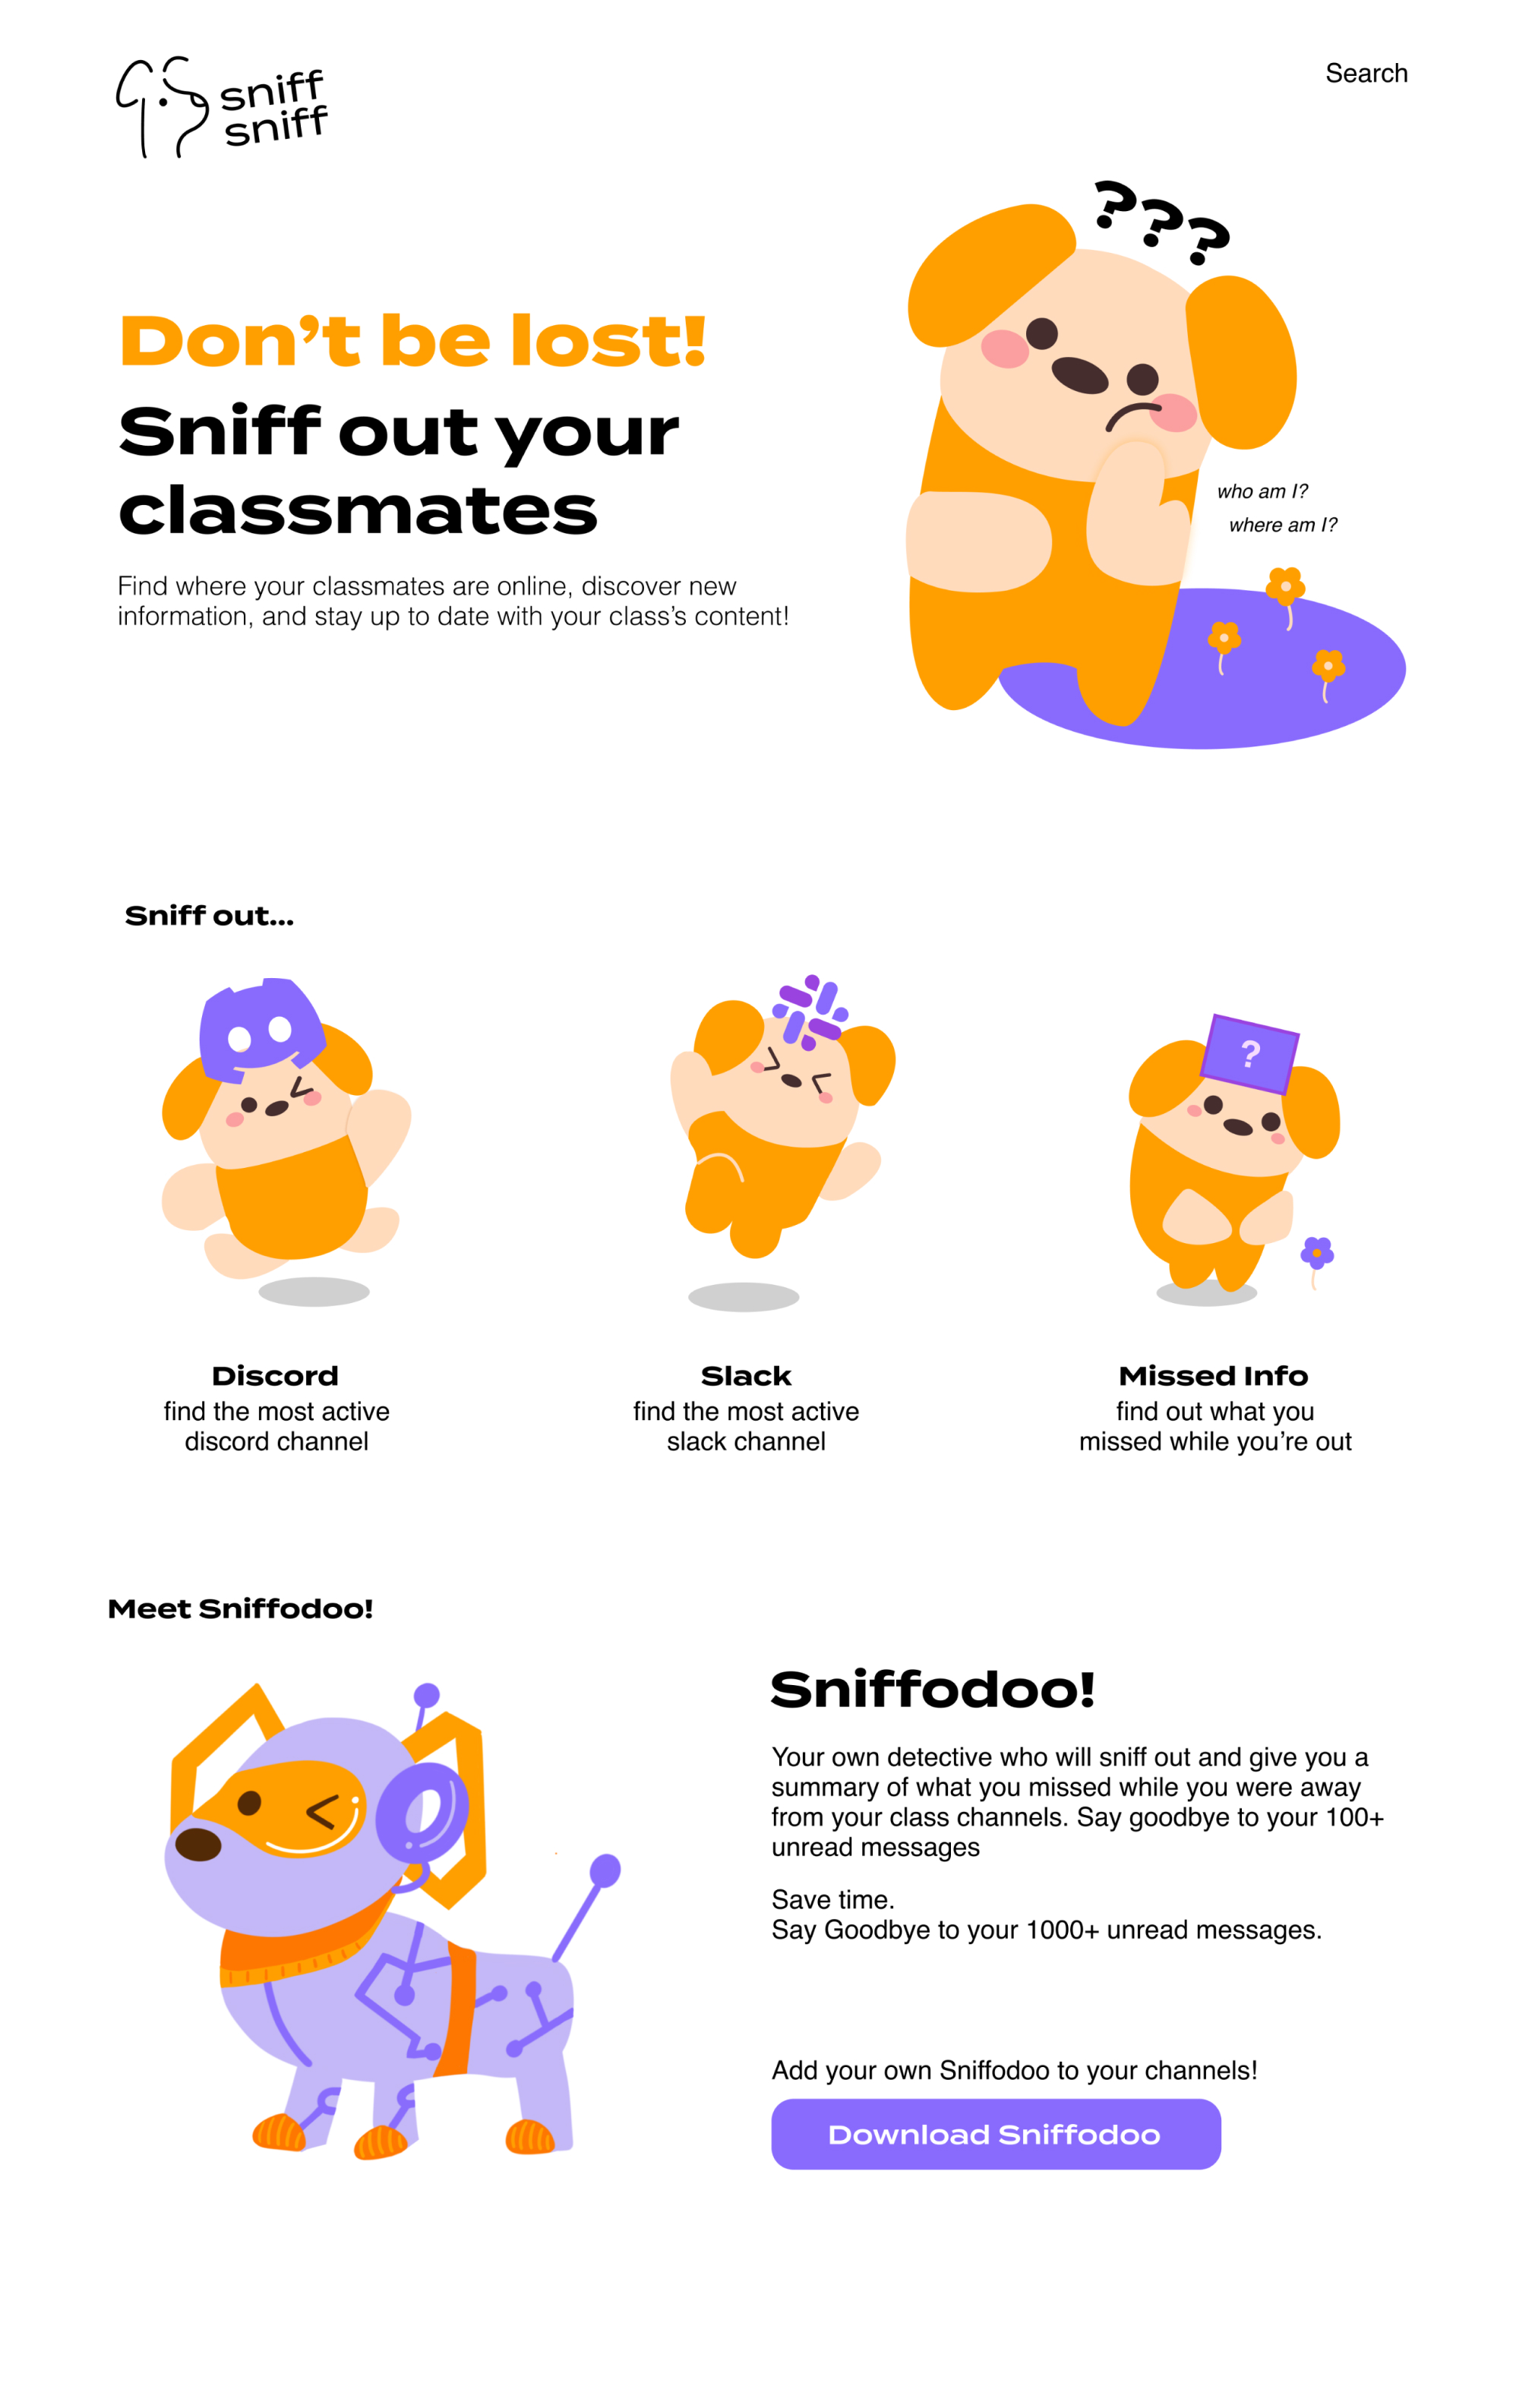 sniff
sniff
Search
???
Don’t be lost!
Sniff out your
classmates
Find where your classmates are online, discover new
information, and stay up to date with your class’s content!
who am I?
where am I?
Sniff out...
?
Discord
find the most active
discord channel
Slack
find the most active
slack channel
Missed Info
find out what you
missed while you’re out
Meet Sniffodoo!
Sniffodoo!
Your own detective who will sniff out and give you a
summary of what you missed while you were away
from your class channels. Say goodbye to your 100+
unread messages
Save time.
Say Goodbye to your 1000+ unread messages.
Add your own Sniffodoo to your channels!
Download Sniffodoo